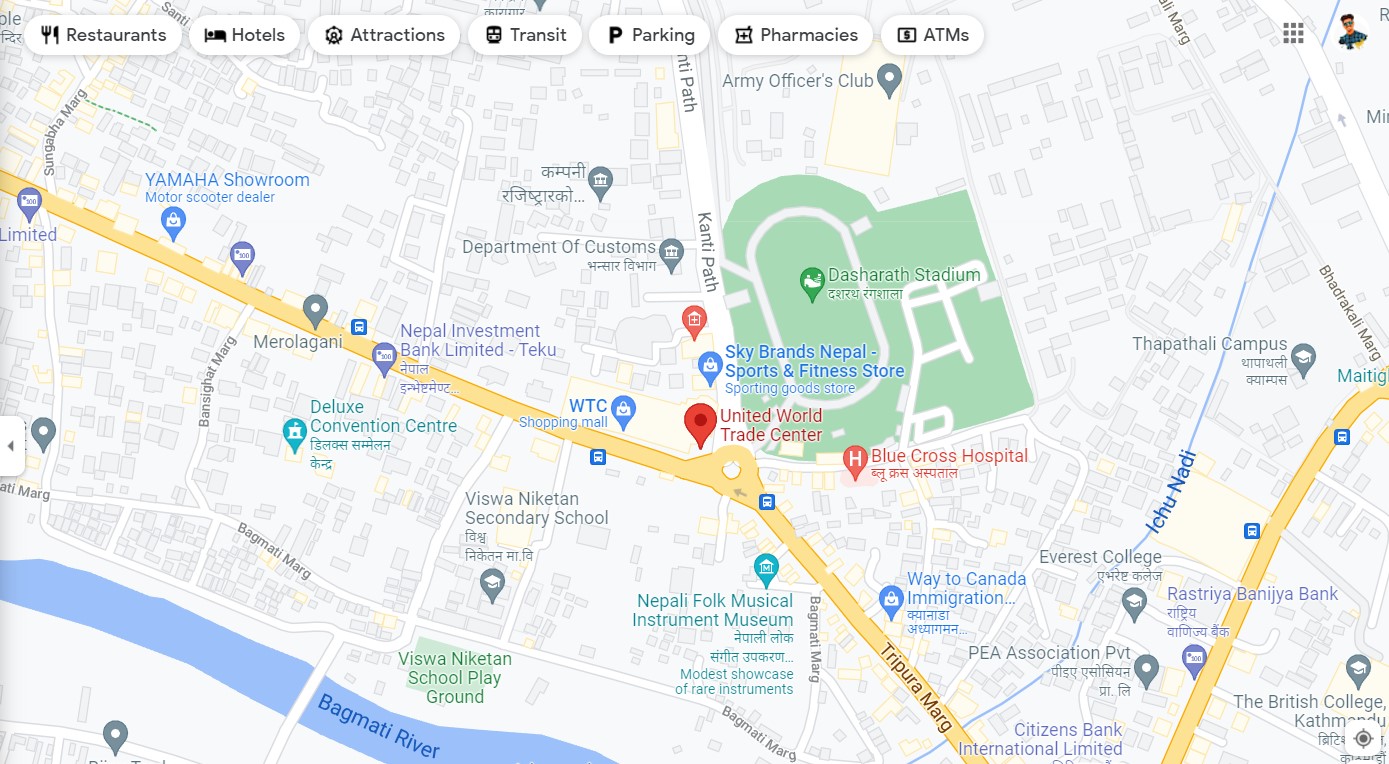 Restaurants
Hotels
Attractions
Transit
Parking
Pharmacies
ATMs
Santi
कारागार
Army Officer's Club
Kanti Path
Sungabha Marg
YAMAHA Showroom
Motor scooter dealer
Limited
कम्पनी
रजिष्ट्रारको...
Department Of Customs
भन्सार विभाग
Kanti Path
Dasharath Stadium
दशरथ रंगशाला
Bhadrakali Marg
Merolagani
Nepal Investment
Bank Limited - Teku
नेपाल
इन्भेष्टमेण्ट...
Sky Brands Nepal -
Sports & Fitness Store
Sporting goods store
Thapathali Campus
थापाथली
क्याम्पस
Bansighat Marg
WTC
Shopping mall
United World
Trade Center
Deluxe
Convention Centre
डिलक्स सम्मेलन
केन्द्र
Blue Cross Hospital
ब्लू क्रस अस्पताल
Ichu Nadi
Viswa Niketan
Secondary School
विश्व
निकेतन मा.वि
Bagmati Marg
Everest College
एभरेष्ट कलेज
Way to Canada
Immigration...
क्यानाडा
अध्यागमन...
Rastriya Banijya Bank
राष्ट्रिय
वाणिज्य बैंक
Nepali Folk Musical
Instrument Museum
नेपाली लोक
संगीत उपकरण...
Modest showcase
of rare instruments
Bagmati Marg
Tripura Marg
PEA Association Pvt
पीइए एसोसियन
प्रा. लि
Viswa Niketan
School Play
Ground
Bagmati River
Bagmati Marg
The British College,
Kathmandu
Citizens Bank
International Limited